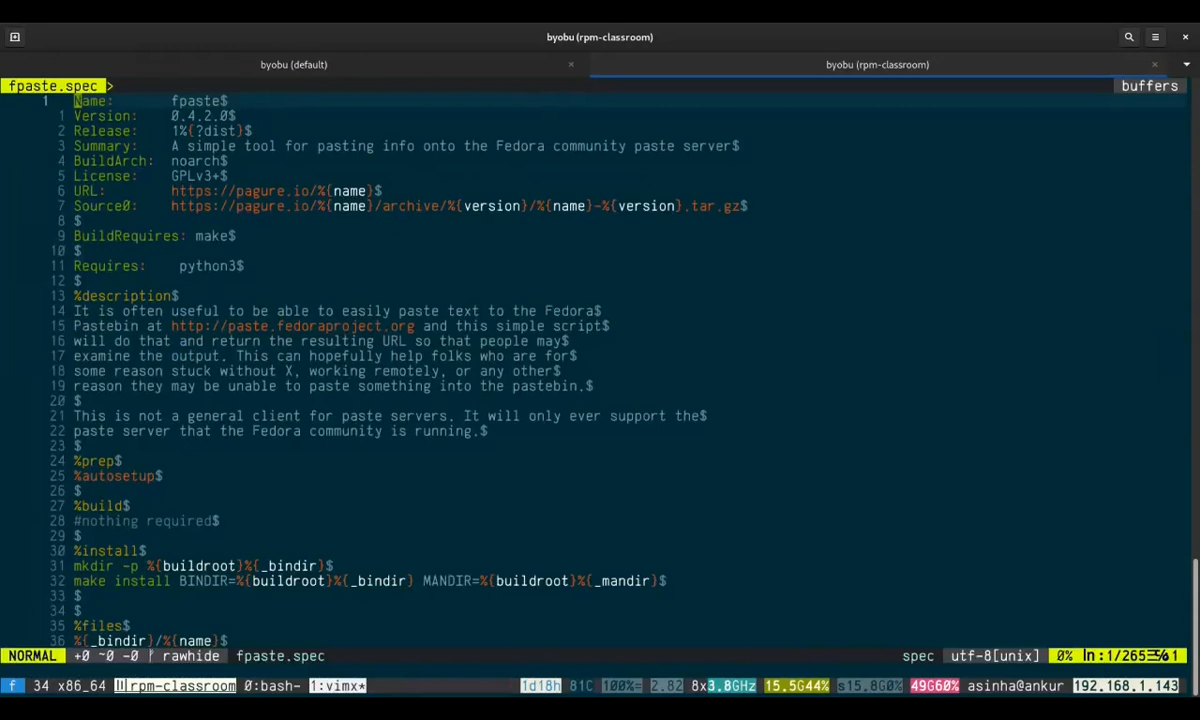 byobu (rpm-classroom)
byobu (default) byobu (rpm-classroom)
fpaste.spec > buffers
1 Name: fpaste$
1 Version: 0.4.2.0$
2 Release: 1%{?dist}$
3 Summary: A simple tool for pasting info onto the Fedora community paste server$
4 BuildArch: noarch$
5 License: GPLv3+$
6 URL: https://pagure.io/%{name}$
7 Source0: https://pagure.io/%{name}/archive/%{version}/%{name}-%{version}.tar.gz$
8 $
9 BuildRequires: make$
10 $
11 Requires: python3$
12 $
13 %description$
14 It is often useful to be able to easily paste text to the Fedora$
15 Pastebin at http://paste.fedoraproject.org and this simple script$
16 will do that and return the resulting URL so that people may$
17 examine the output. This can hopefully help folks who are for$
18 some reason stuck without X, working remotely, or any other$
19 reason they may be unable to paste something into the pastebin.$
20 $
21 This is not a general client for paste servers. It will only ever support the$
22 paste server that the Fedora community is running.$
23 $
24 %prep$
25 %autosetup$
26 $
27 %build$
28 #nothing required$
29 $
30 %install$
31 mkdir -p %{buildroot}%{_bindir}$
32 make install BINDIR=%{buildroot}%{_bindir} MANDIR=%{buildroot}%{_mandir}$
33 $
34 $
35 %files$
36 %{_bindir}/%{name}$
NORMAL +0 ~0 -0 rawhide fpaste.spec spec utf-8[unix] 0% ln:1/265
f 34 x86_64 rpm-classroom 0:bash- 1:vimx* 1d18h 81C 100%= 2.82 8x3.8GHz 15.5G44% s15.8G0% 49G60% asinha@ankur 192.168.1.143